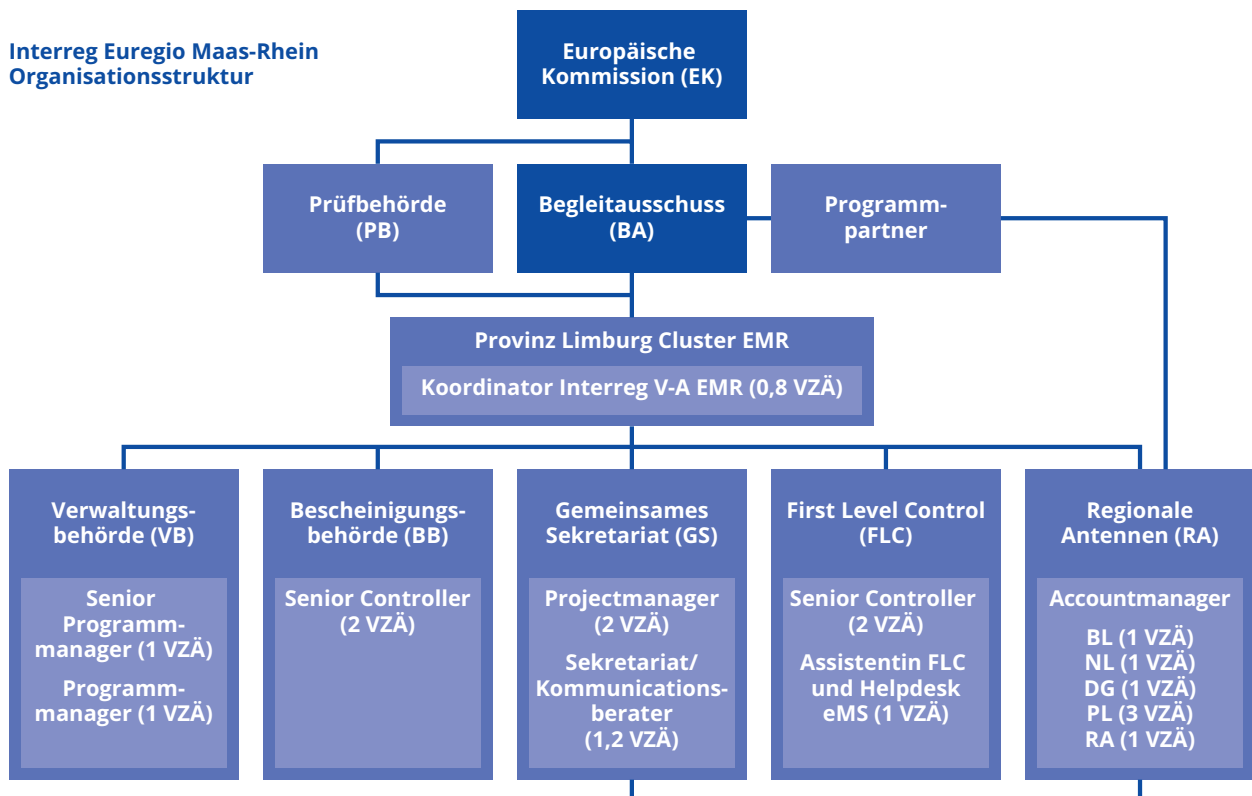 Interreg Euregio Maas-Rhein
Organisationsstruktur
Europäische
Kommission (EK)
Prüfbehörde
(PB)
Begleitausschuss
(BA)
Programm-
partner
Provinz Limburg Cluster EMR
Koordinator Interreg V-A EMR (0,8 VZÄ)
Verwaltungs-
behörde (VB)
Senior
Programm-
manager (1 VZÄ)
Programm-
manager (1 VZÄ)
Bescheinigungs-
behörde (BB)
Senior Controller
(2 VZÄ)
Gemeinsames
Sekretariat (GS)
Projectmanager
(2 VZÄ)
Sekretariat/
Kommunications-
berater
(1,2 VZÄ)
First Level Control
(FLC)
Senior Controller
(2 VZÄ)
Assistentin FLC
und Helpdesk
eMS (1 VZÄ)
Regionale
Antennen (RA)
Accountmanager
BL (1 VZÄ)
NL (1 VZÄ)
DG (1 VZÄ)
PL (3 VZÄ)
RA (1 VZÄ)